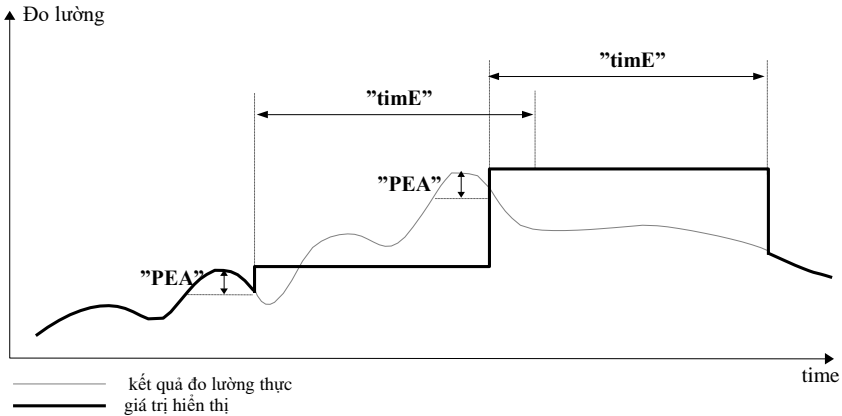 Đo lường
”timE”
”timE”
”PEA”
”PEA”
time
kết quả đo lường thực
giá trị hiển thị